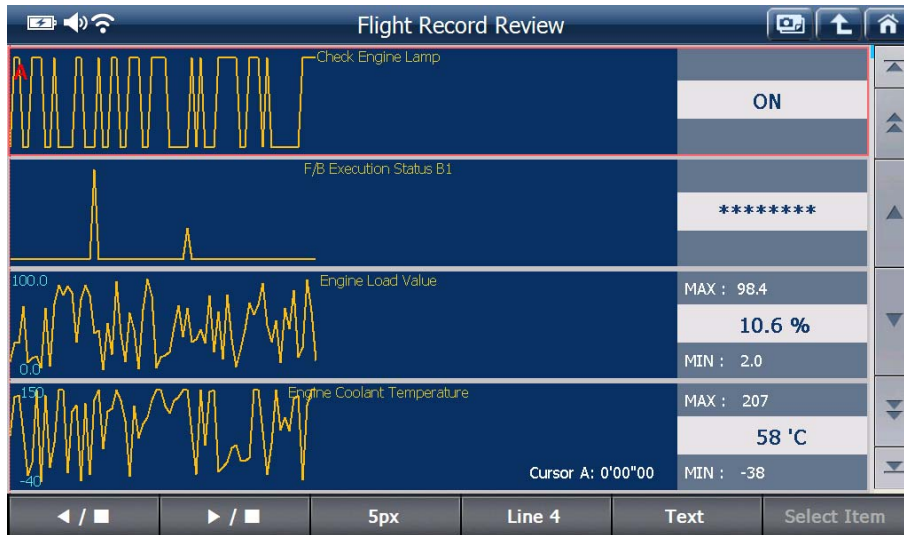 Flight Record Review
A
Check Engine Lamp
ON
F/B Execution Status B1
********
100.0
0.0
Engine Load Value
MAX : 98.4
10.6 %
MIN : 2.0
150
-40
Engine Coolant Temperature
MAX : 207
58 'C
MIN : -38
Cursor A: 0'00"00
◀ / ■
▶ / ■
5px
Line 4
Text
Select Item